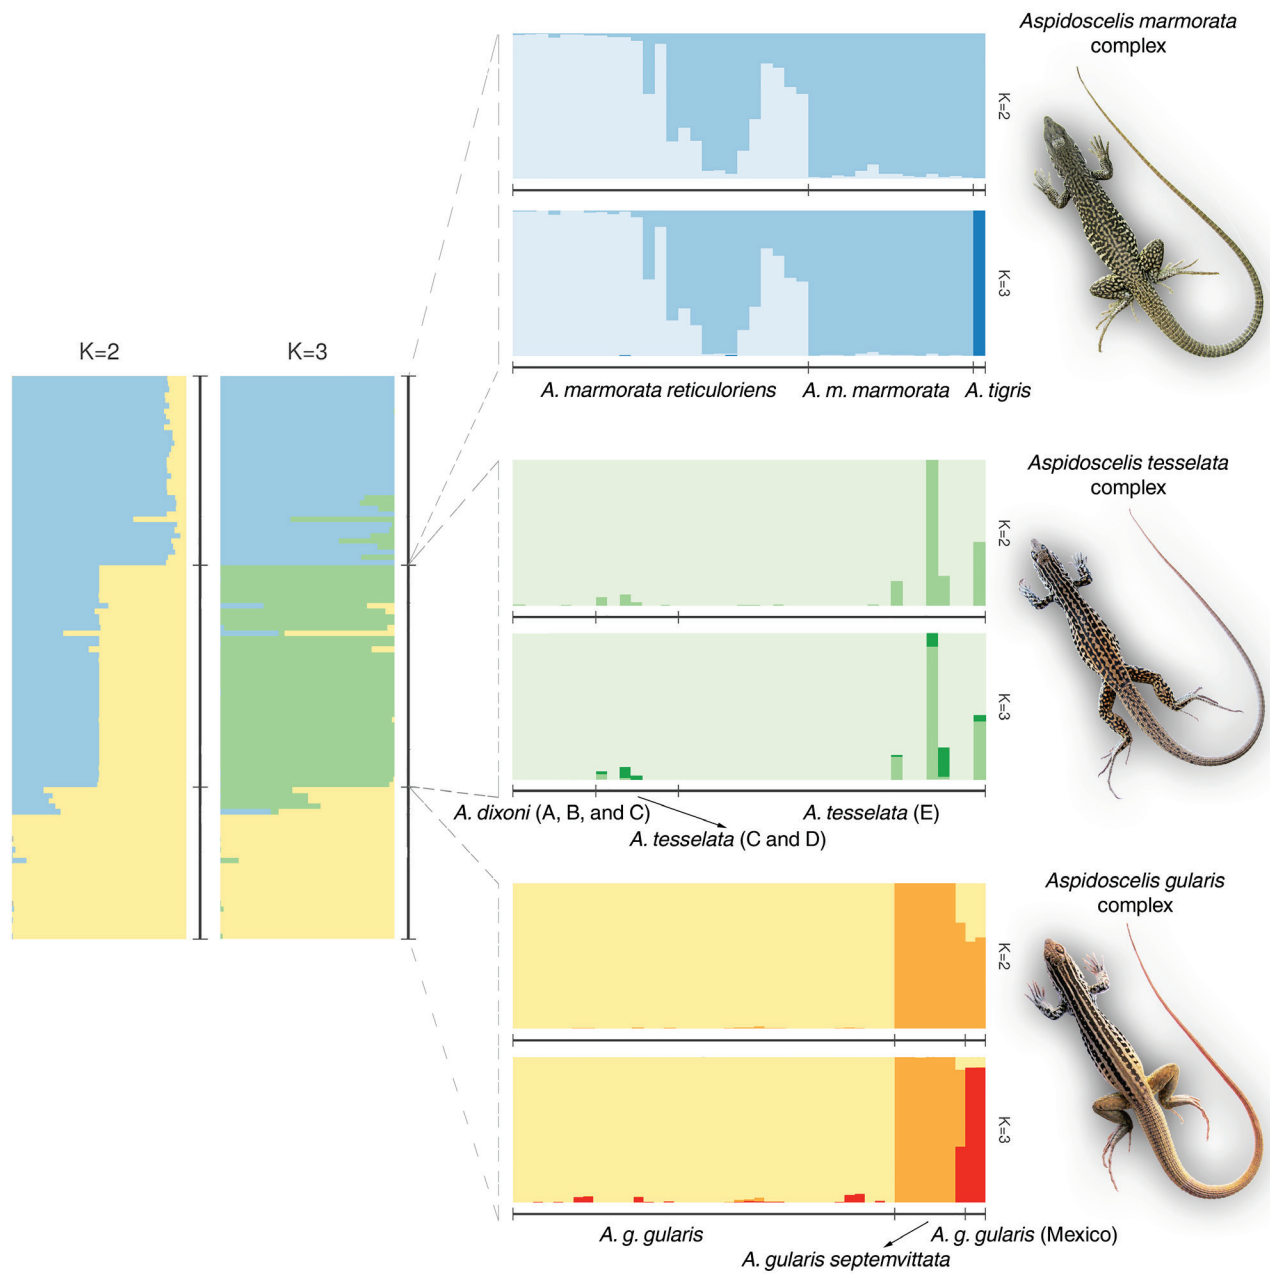 Aspidoscelis marmorata
complex
K=2
K=3
K=2
K=3
A. marmorata reticuloriens
A. m. marmorata
A. tigris
Aspidoscelis tesselata
complex
K=2
K=3
A. dixoni (A, B, and C)
A. tesselata (E)
A. tesselata (C and D)
Aspidoscelis gularis
complex
K=2
K=3
A. g. gularis
A. g. gularis (Mexico)
A. gularis septemvittata